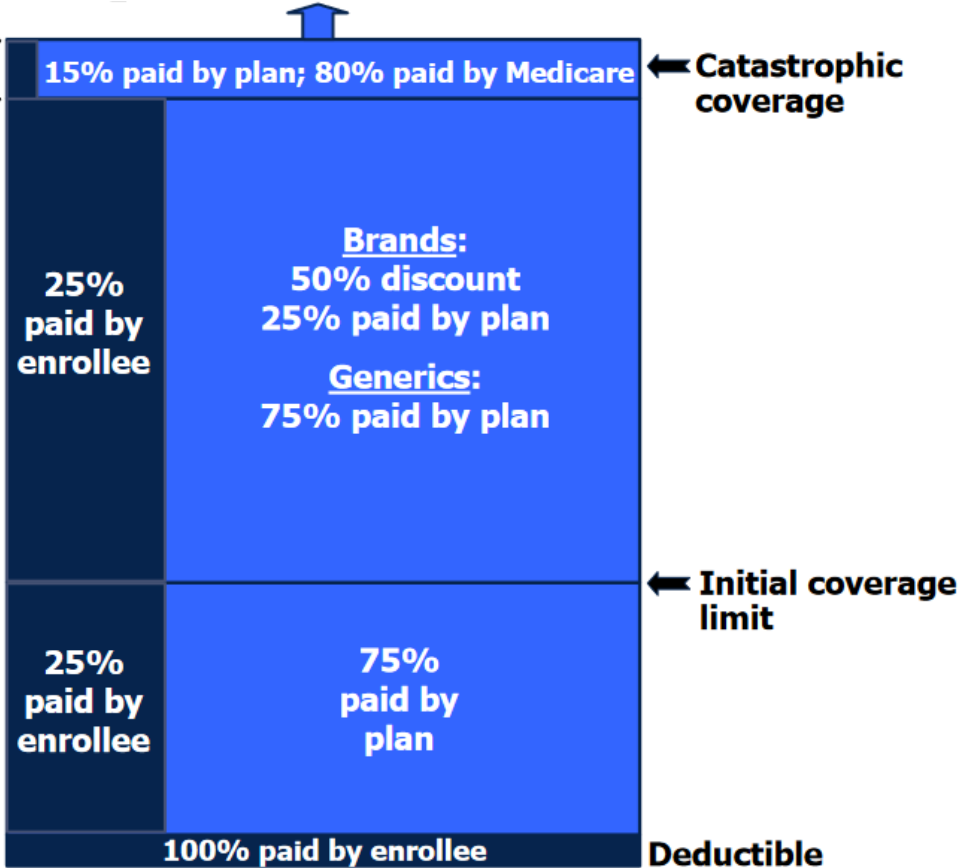 15% paid by plan; 80% paid by Medicare
Catastrophic
coverage
25%
paid by
enrollee
Brands:
50% discount
25% paid by plan
Generics:
75% paid by plan
Initial coverage
limit
25%
paid by
enrollee
75%
paid by
plan
100% paid by enrollee
Deductible